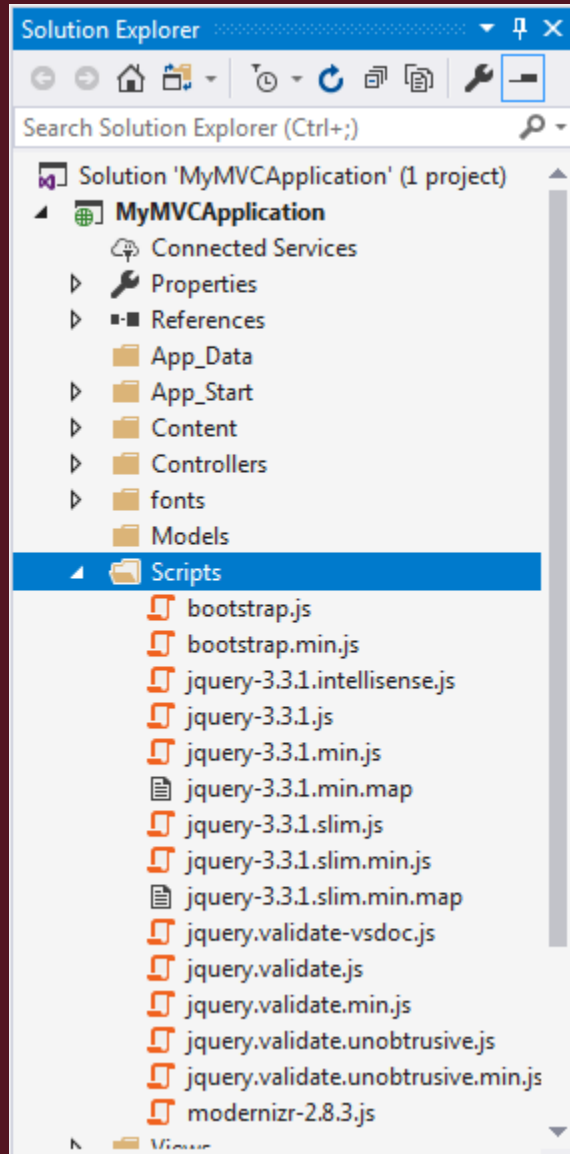 Solution Explorer
Search Solution Explorer (Ctrl+;)
Solution 'MyMVCApplication' (1 project)
MyMVCApplication
Connected Services
Properties
References
App_Data
App_Start
Content
Controllers
fonts
Models
Scripts
bootstrap.js
bootstrap.min.js
jquery-3.3.1.intellisense.js
jquery-3.3.1.js
jquery-3.3.1.min.js
jquery-3.3.1.min.map
jquery-3.3.1.slim.js
jquery-3.3.1.slim.min.js
jquery-3.3.1.slim.min.map
jquery.validate-vsdoc.js
jquery.validate.js
jquery.validate.min.js
jquery.validate.unobtrusive.js
jquery.validate.unobtrusive.min.js
modernizr-2.8.3.js
Views